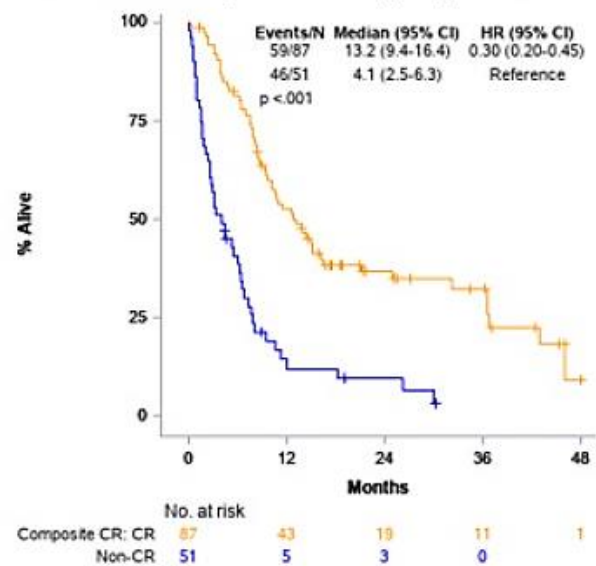 Events/N Median (95% CI) HR (95% CI)
59/87 13.2 (9.4-16.4) 0.30 (0.20-0.45)
46/51 4.1 (2.5-6.3) Reference
p <.001
100
75
50
25
0
% Alive
0 12 24 36 48
Months
No. at risk
Composite CR: CR 87 43 19 11 1
Non-CR 51 5 3 0